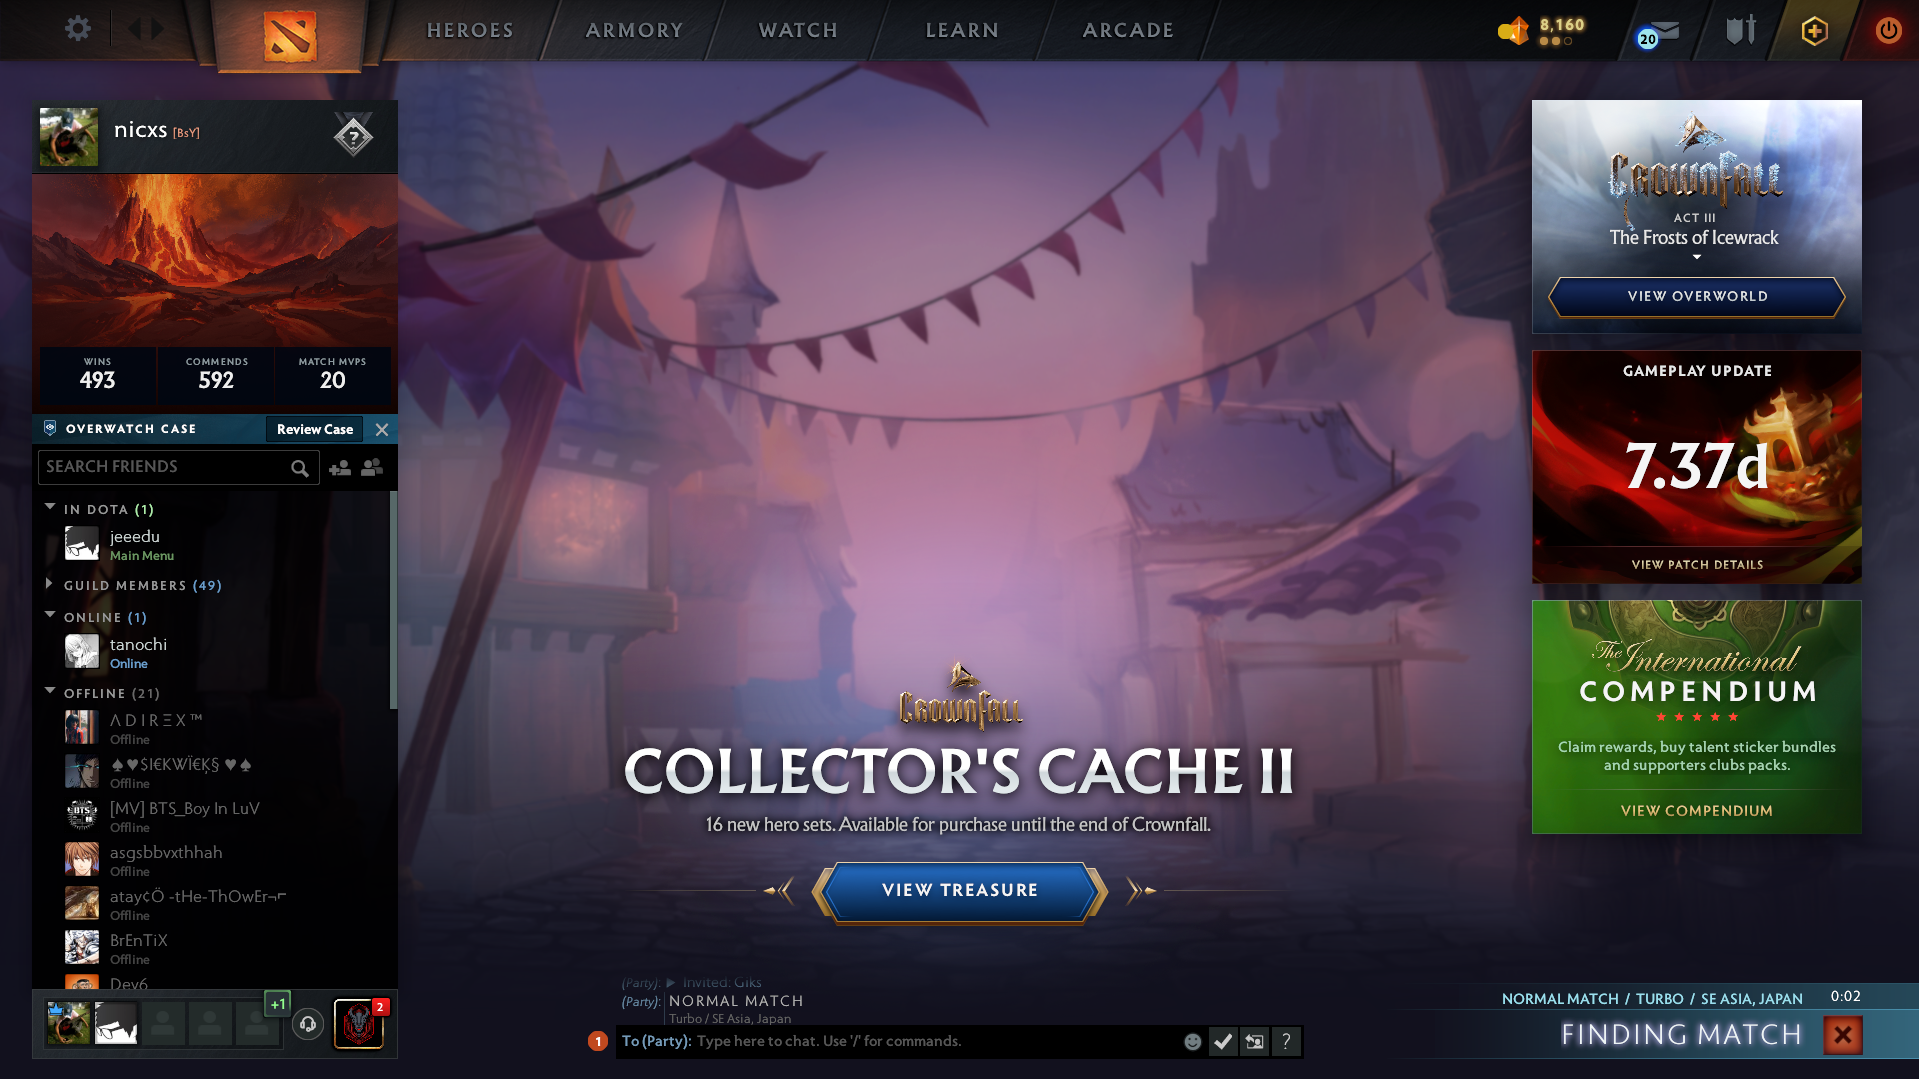 HEROES
ARMORY
WATCH
LEARN
ARCADE
8,160
20
nicxs [BsY]
?
WINS
493
COMMENDS
592
MATCH MVPS
20
OVERWATCH CASE
Review Case
SEARCH FRIENDS
IN DOTA (1)
jeeedu
Main Menu
GUILD MEMBERS (49)
ONLINE (1)
tanochi
Online
OFFLINE (21)
Λ D I R Ξ X ™
Offline
♠♥$I€KWÏ€Ķ§ ♥♠
Offline
[MV] BTS_Boy In LuV
Offline
asgsbbvxthhah
Offline
atay¢Ö -tHe-ThOwEr¬⌐
Offline
BrEnTiX
Offline
Dev6
+1
2
CROWNFALL
COLLECTOR'S CACHE II
16 new hero sets. Available for purchase until the end of Crownfall.
VIEW TREASURE
(Party): ▶ Invited: Giks
(Party): NORMAL MATCH
Turbo / SE Asia, Japan
1
To (Party): Type here to chat. Use '/' for commands.
?
CROWNFALL
ACT III
The Frosts of Icewrack
VIEW OVERWORLD
GAMEPLAY UPDATE
7.37d
VIEW PATCH DETAILS
The International
COMPENDIUM
Claim rewards, buy talent sticker bundles
and supporters clubs packs.
VIEW COMPENDIUM
NORMAL MATCH / TURBO / SE ASIA, JAPAN
0:02
FINDING MATCH